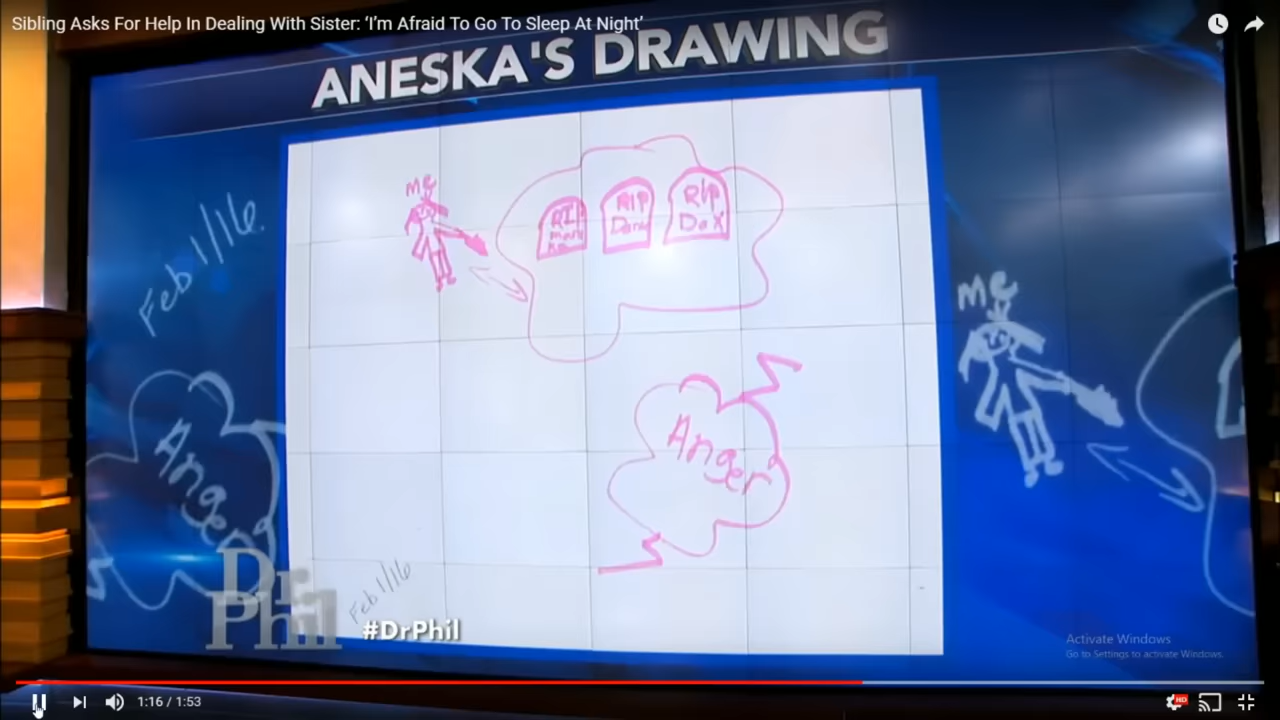 Sibling Asks For Help In Dealing With Sister: ‘I’m Afraid To Go To Sleep At Night’
ANESKA'S DRAWING
Me
RIP
RIP
RIP
Dax
Feb 1/16.
Me
Anger
Anger
Feb 1/16
Dr.
Phil
#DrPhil
Activate Windows
Go to Settings to activate Windows.
1:16 / 1:53
HD